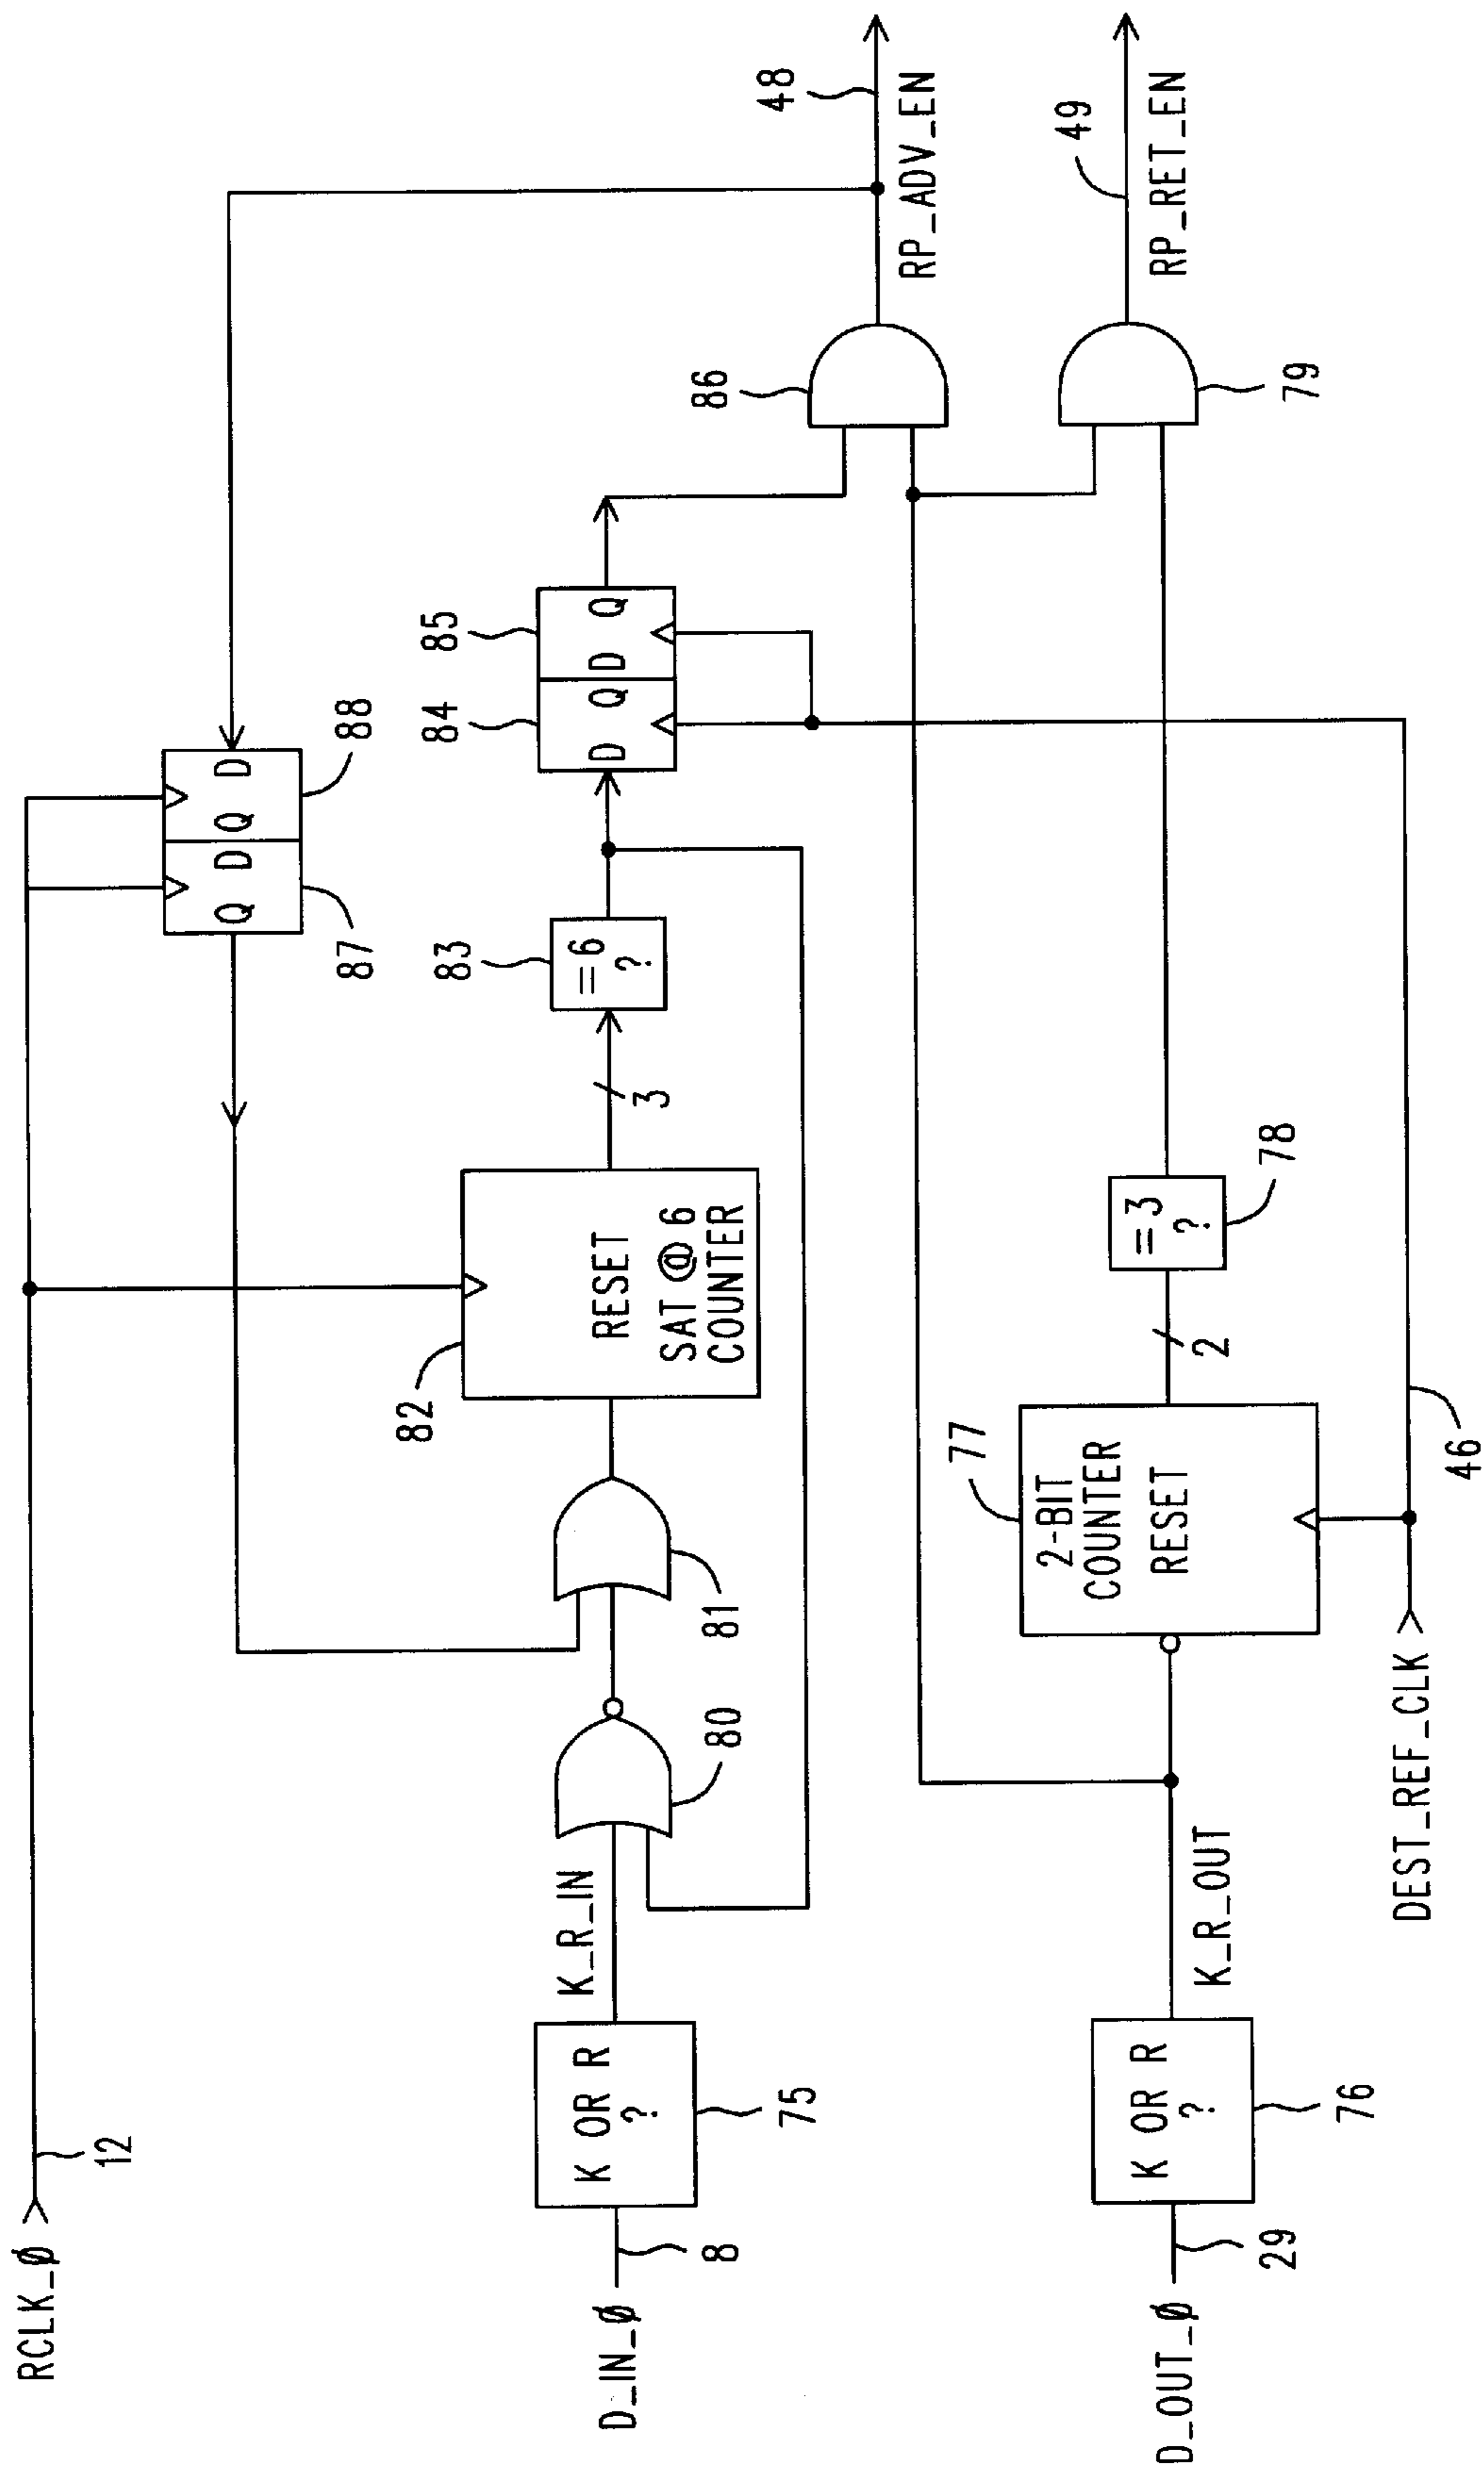 RCLK_Ø
12
88
87
48
RP_ADV_EN
86
85
84
D Q D Q
Q D Q D
83
= 6
?
3
82
RESET
SAT @ 6
COUNTER
81
80
K_R_IN
K OR R
?
75
8
D_IN_Ø
49
RP_RET_EN
79
78
= 3
?
2
77
2-BIT
COUNTER
RESET
46
DEST_REF_CLK
K_R_OUT
K OR R
?
76
29
D_OUT_Ø